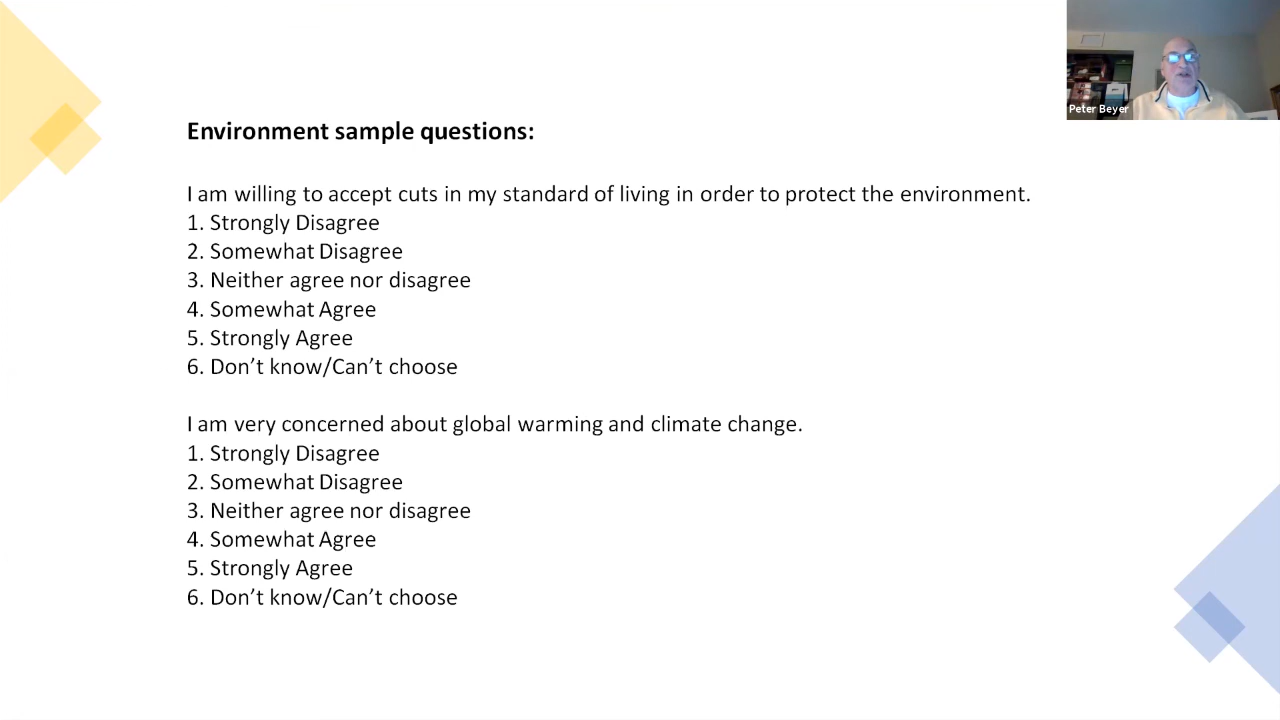 Environment sample questions:
I am willing to accept cuts in my standard of living in order to protect the environment.
1. Strongly Disagree
2. Somewhat Disagree
3. Neither agree nor disagree
4. Somewhat Agree
5. Strongly Agree
6. Don’t know/Can’t choose
I am very concerned about global warming and climate change.
1. Strongly Disagree
2. Somewhat Disagree
3. Neither agree nor disagree
4. Somewhat Agree
5. Strongly Agree
6. Don’t know/Can’t choose
Peter Beyer